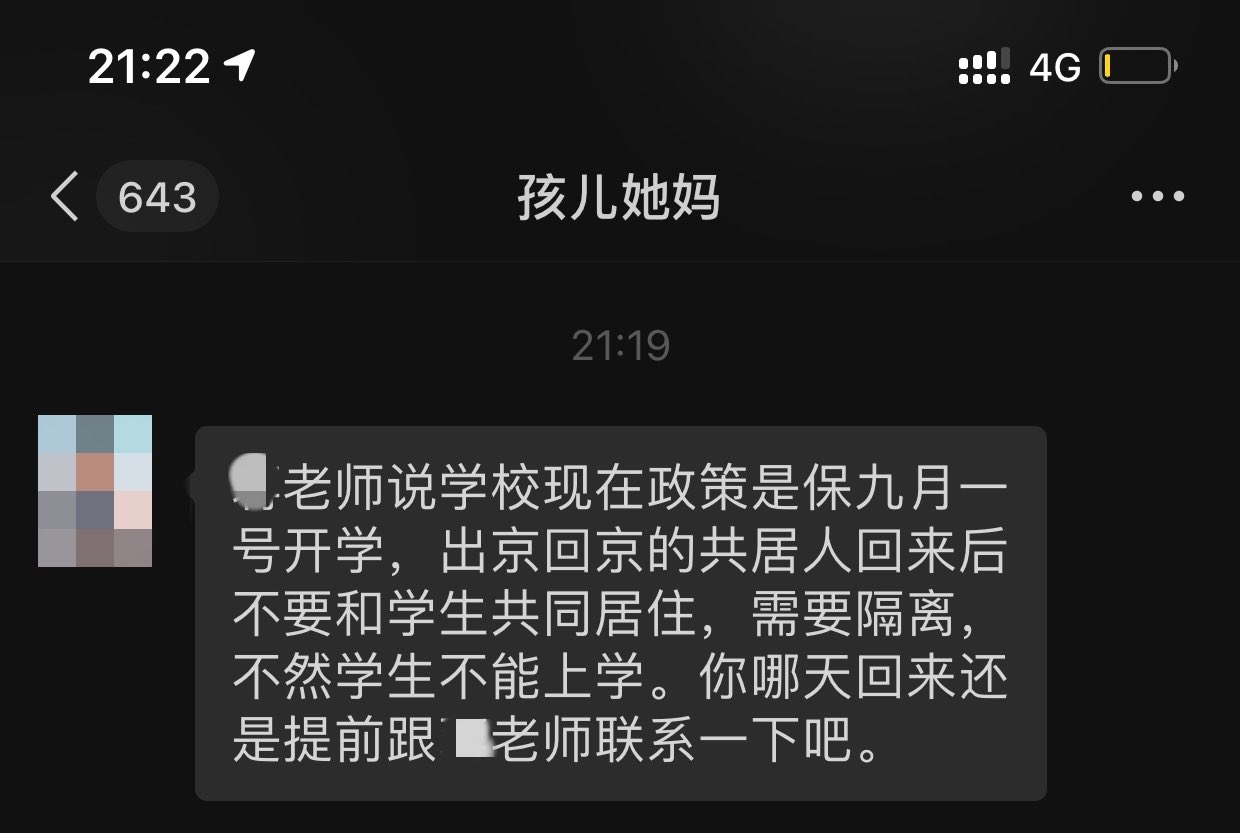 21:22
4G
643
孩儿她妈
21:19
老师说学校现在政策是保九月一
号开学，出京回京的共居人回来后
不要和学生共同居住，需要隔离，
不然学生不能上学。你哪天回来还
是提前跟
老师联系一下吧。